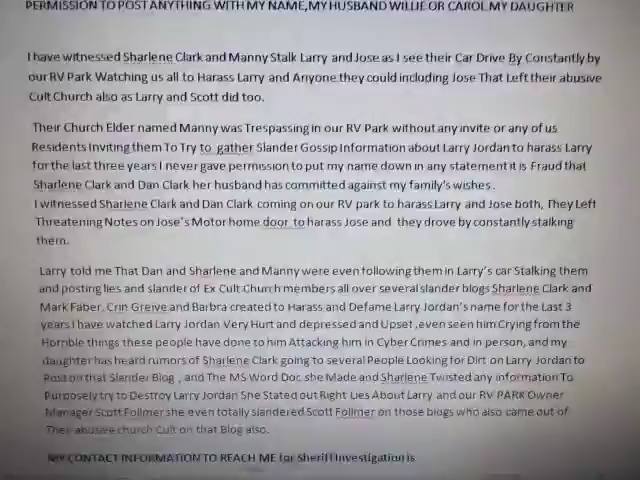 PERMISSION TO POST ANYTHING WITH MY NAME,MY HUSBAND WILLIE OR CAROL MY DAUGHTER
I have witnessed Sharlene Clark and Manny Stalk Larry and Jose as I see their Car Drive By Constantly by
our RV Park Watching us all to Harass Larry and Anyone they could including Jose That Left their abusive
Cult Church also as Larry and Scott did too.
Their Church Elder named Manny was Trespassing in our RV Park without any invite or any of us
Residents Inviting them To Try to gather Slander Gossip Information about Larry Jordan to harass Larry
for the last three years I never gave permission to put my name down in any statement it is Fraud that
Sharlene Clark and Dan Clark her husband has committed against my family's wishes.
I witnessed Sharlene Clark and Dan Clark coming on our RV park to harass Larry and Jose both, They Left
Threatening Notes on Jose's Motor home door to harass Jose and they drove by constantly stalking
them.
Larry told me That Dan and Sharlene and Manny were even following them in Larry's car Stalking them
and posting lies and slander of Ex Cult Church members all over several slander blogs Sharlene Clark and
Mark Faber, Crin Greive and Barbra created to Harass and Defame Larry Jordan's name for the Last 3
years I have watched Larry Jordan Very Hurt and depressed and Upset ,even seen him Crying from the
Horrible things these people have done to him Attacking him in Cyber Crimes and in person, and my
daughter has heard rumors of Sharlene Clark going to several People Looking for Dirt on Larry Jordan to
Post on that Slander Blog , and The MS Word Doc she Made and Sharlene Twisted any information To
Purposely try to Destroy Larry Jordan She Stated out Right Lies About Larry and our RV PARK Owner
Manager Scott Follmer she even totally slandered Scott Follmer on those blogs who also came out of
Their abusive church Cult on that Blog also.
MY CONTACT INFORMATION TO REACH ME for Sheriff Investigation is